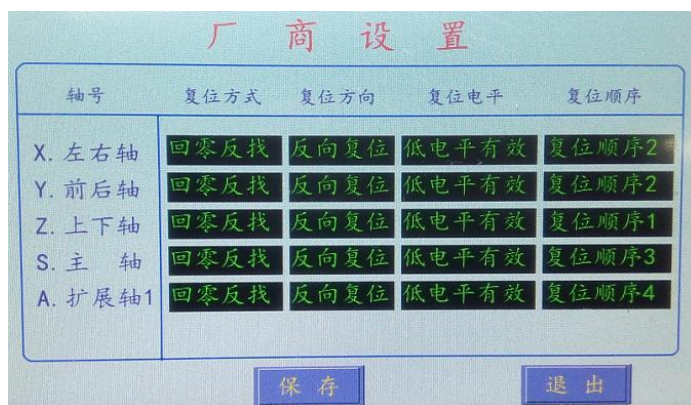 厂商设置
轴号 复位方式 复位方向 复位电平 复位顺序
X. 左右轴 回零反找 反向复位 低电平有效 复位顺序2
Y. 前后轴 回零反找 反向复位 低电平有效 复位顺序2
Z. 上下轴 回零反找 反向复位 低电平有效 复位顺序1
S. 主 轴 回零反找 反向复位 低电平有效 复位顺序3
A. 扩展轴1 回零反找 反向复位 低电平有效 复位顺序4
保存 退出